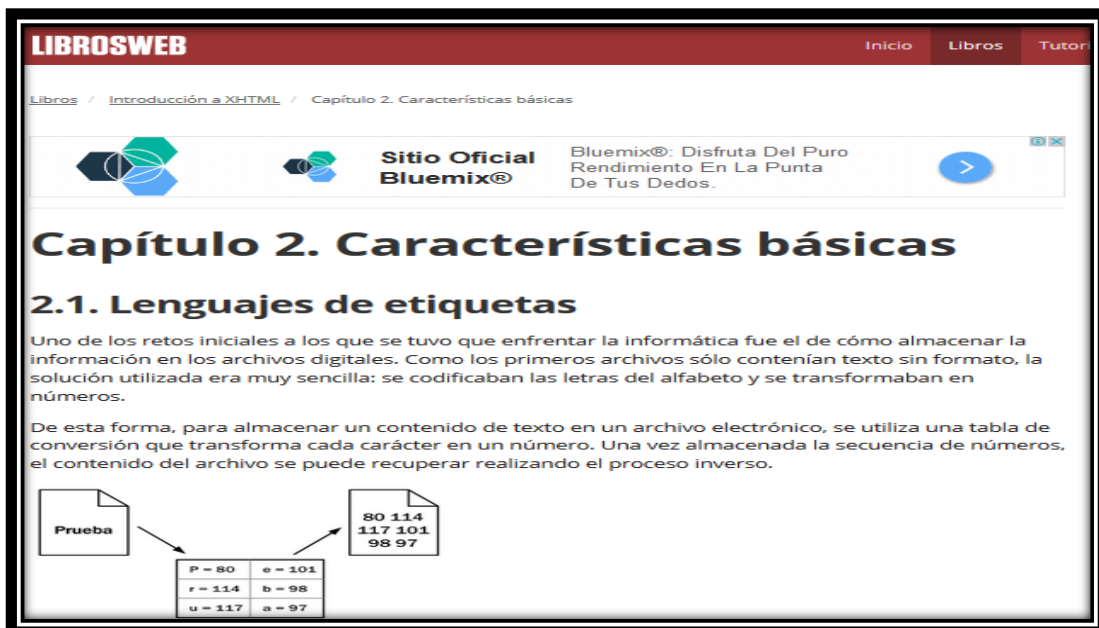 LIBROSWEB
Inicio Libros Tutori
Libros / Introducción a XHTML / Capítulo 2. Características básicas
Sitio Oficial
Bluemix®
Bluemix®: Disfruta Del Puro
Rendimiento En La Punta
De Tus Dedos.
Capítulo 2. Características básicas
2.1. Lenguajes de etiquetas
Uno de los retos iniciales a los que se tuvo que enfrentar la informática fue el de cómo almacenar la
información en los archivos digitales. Como los primeros archivos sólo contenían texto sin formato, la
solución utilizada era muy sencilla: se codificaban las letras del alfabeto y se transformaban en
números.
De esta forma, para almacenar un contenido de texto en un archivo electrónico, se utiliza una tabla de
conversión que transforma cada carácter en un número. Una vez almacenada la secuencia de números,
el contenido del archivo se puede recuperar realizando el proceso inverso.
Prueba
80 114
117 101
98 97
P = 80 e = 101
r = 114 b = 98
u = 117 a = 97